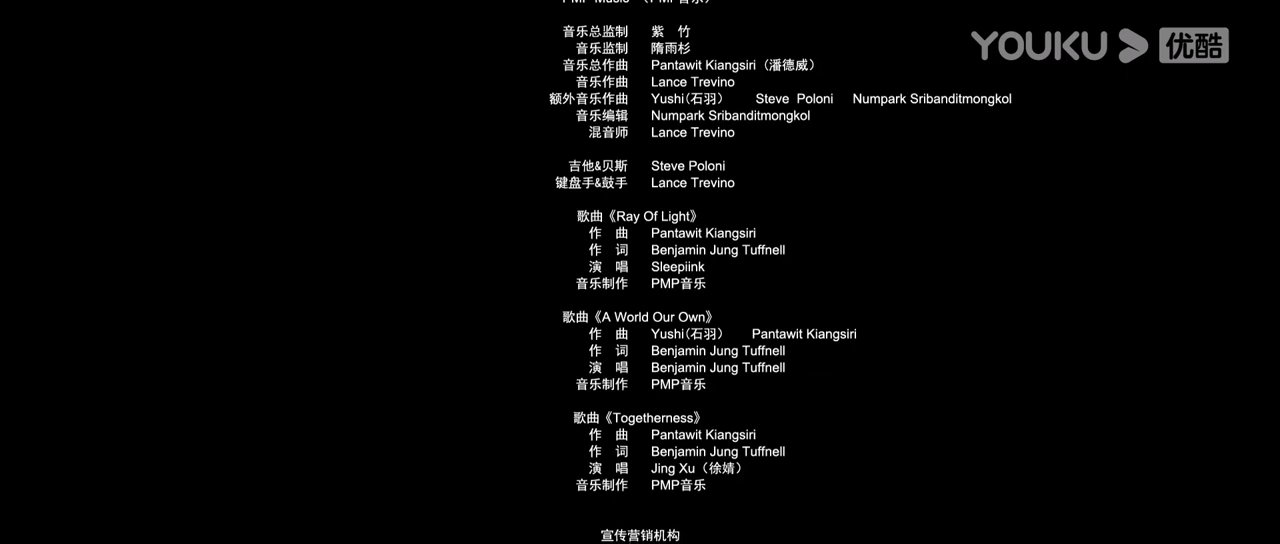 PMP Music （PMP音乐）
YOUKU 优酷
音乐总监制 紫 竹
音乐监制 隋雨杉
音乐总作曲 Pantawit Kiangsiri（潘德威）
音乐作曲 Lance Trevino
额外音乐作曲 Yushi（石羽） Steve Poloni Numpark Sribanditmongkol
音乐编辑 Numpark Sribanditmongkol
混音师 Lance Trevino
吉他&贝斯 Steve Poloni
键盘手&鼓手 Lance Trevino
歌曲《Ray Of Light》
作 曲 Pantawit Kiangsiri
作 词 Benjamin Jung Tuffnell
演 唱 Sleepiink
音乐制作 PMP音乐
歌曲《A World Our Own》
作 曲 Yushi（石羽） Pantawit Kiangsiri
作 词 Benjamin Jung Tuffnell
演 唱 Benjamin Jung Tuffnell
音乐制作 PMP音乐
歌曲《Togetherness》
作 曲 Pantawit Kiangsiri
作 词 Benjamin Jung Tuffnell
演 唱 Jing Xu（徐婧）
音乐制作 PMP音乐
宣传营销机构